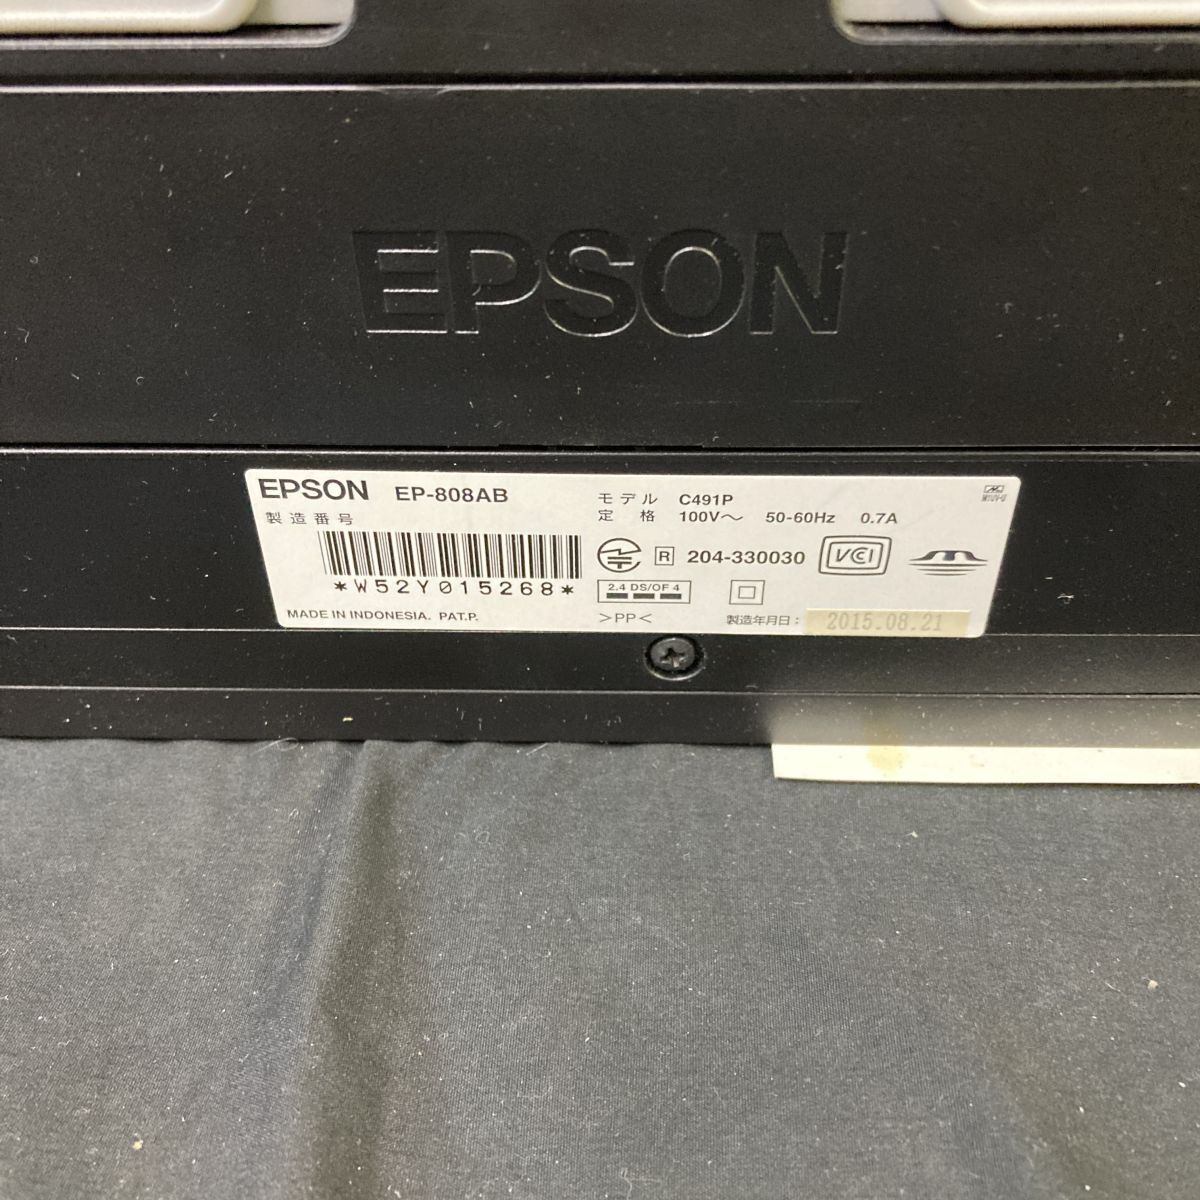 EPSON
EPSON EP-808AB
製造番号
*W52Y015268*
MADE IN INDONESIA. PAT.P.
モデル C491P
定格 100V～ 50-60Hz 0.7A
R 204-330030 VCCI
2.4 DS/OF 4
>PP<
製造年月日： 2015.08.21